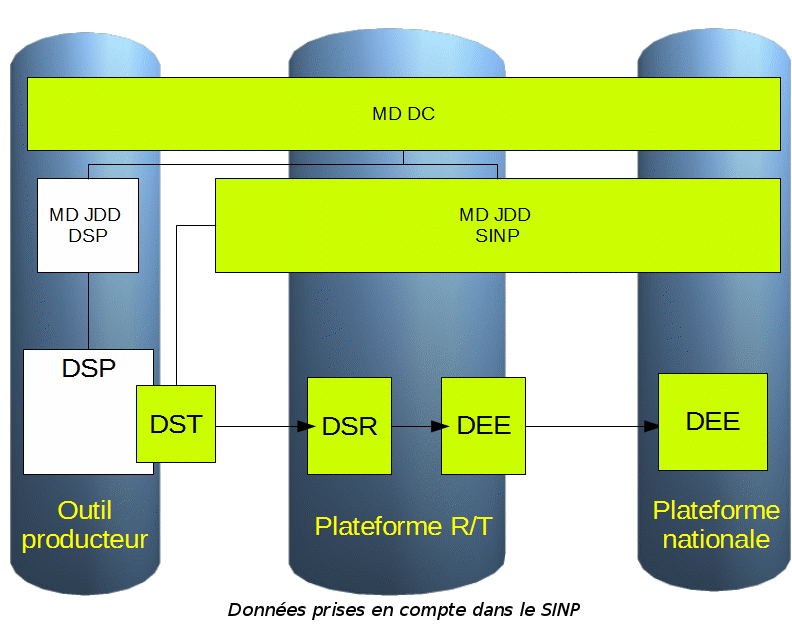 MD DC
MD JDD
DSP
MD JDD
SINP
DSP
DST
DSR
DEE
DEE
Outil
producteur
Plateforme R/T
Plateforme
nationale
Données prises en compte dans le SINP